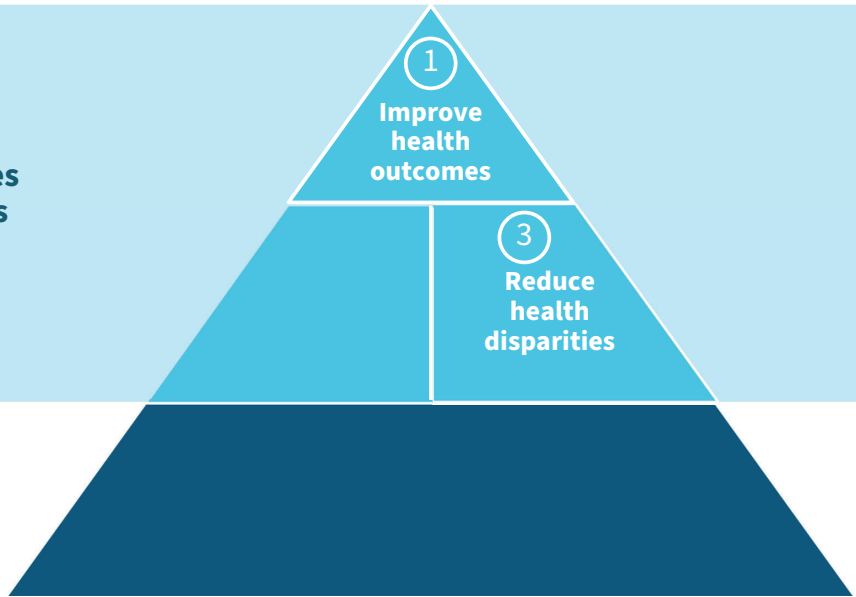 1
Improve
health
outcomes
3
Reduce
health
disparities